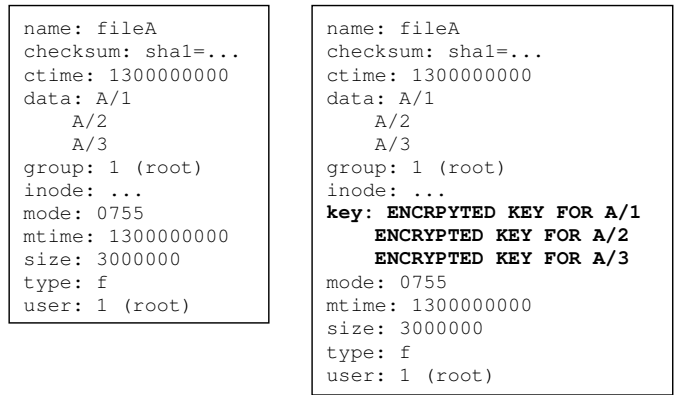 name: fileA
checksum: sha1=...
ctime: 1300000000
data: A/1
    A/2
    A/3
group: 1 (root)
inode: ...
mode: 0755
mtime: 1300000000
size: 3000000
type: f
user: 1 (root)
name: fileA
checksum: sha1=...
ctime: 1300000000
data: A/1
    A/2
    A/3
group: 1 (root)
inode: ...
key: ENCRPYTED KEY FOR A/1
    ENCRYPTED KEY FOR A/2
    ENCRYPTED KEY FOR A/3
mode: 0755
mtime: 1300000000
size: 3000000
type: f
user: 1 (root)